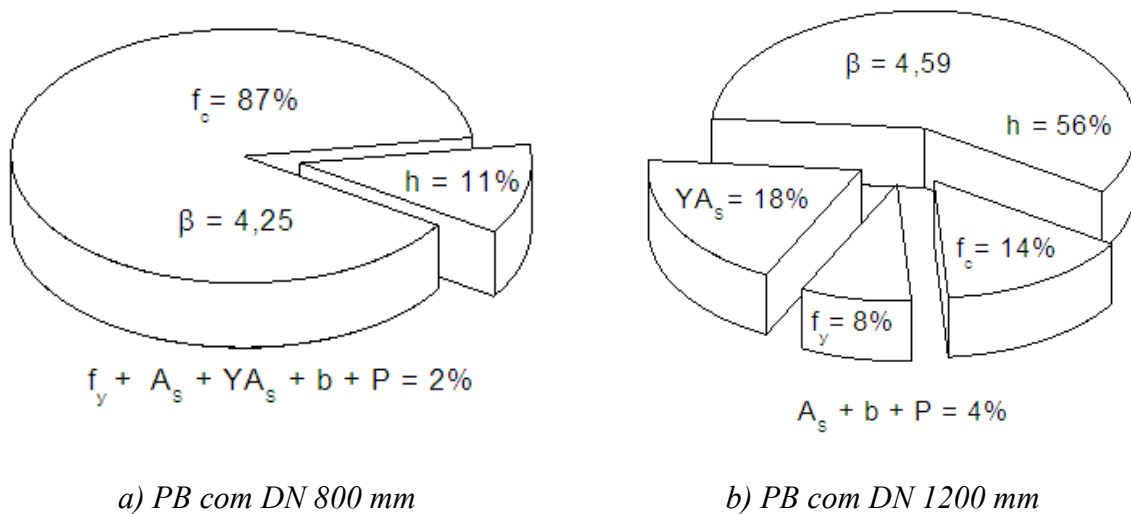 f_c = 87%
h = 11%
β = 4,25
f_y + A_s + YA_s + b + P = 2%
a) PB com DN 800 mm
β = 4,59
h = 56%
YA_s = 18%
f_c = 14%
f_y = 8%
A_s + b + P = 4%
b) PB com DN 1200 mm